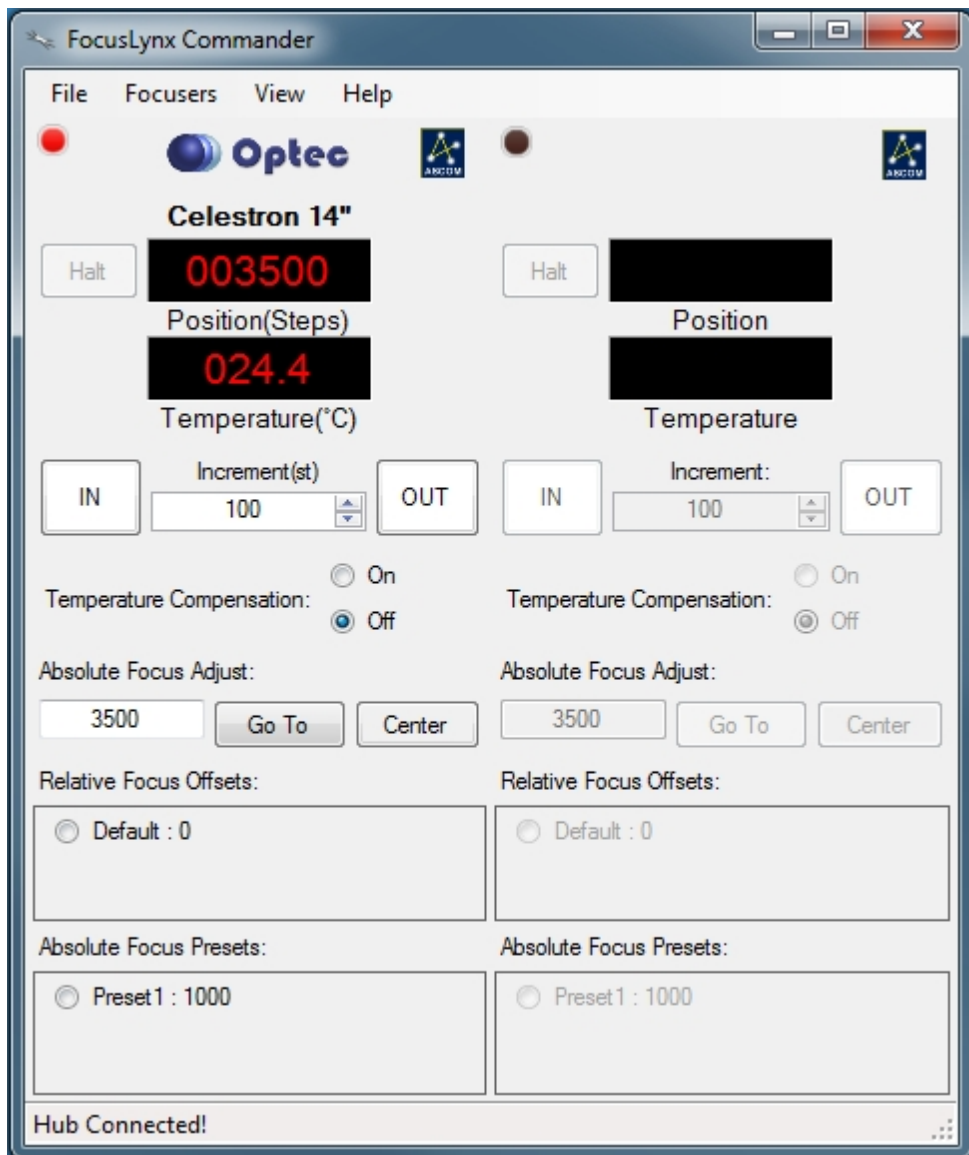 FocusLynx Commander
File Focusers View Help
Optec ASCOM ASCOM
Celestron 14"
Halt 003500 Halt
Position(Steps) Position
024.4
Temperature(°C) Temperature
Increment(st) Increment:
IN 100 OUT IN 100 OUT
On On
Temperature Compensation: Temperature Compensation:
Off Off
Absolute Focus Adjust: Absolute Focus Adjust:
3500 Go To Center 3500 Go To Center
Relative Focus Offsets: Relative Focus Offsets:
Default : 0 Default : 0
Absolute Focus Presets: Absolute Focus Presets:
Preset1 : 1000 Preset1 : 1000
Hub Connected!